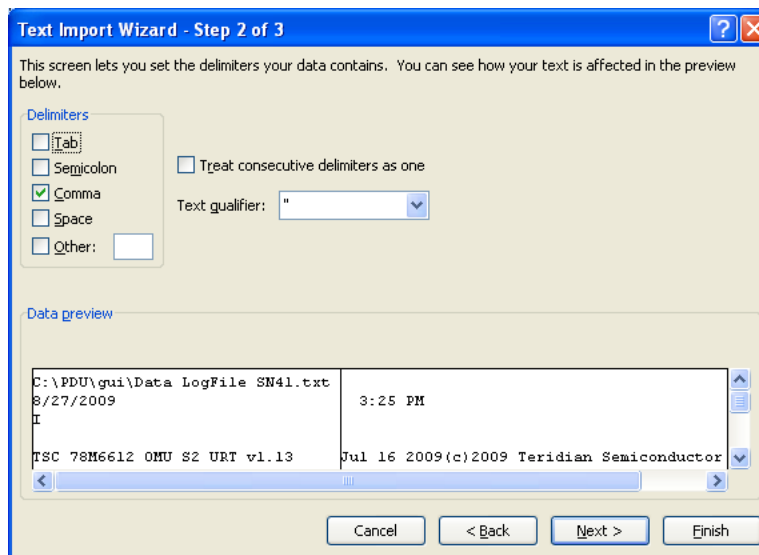 Text Import Wizard - Step 2 of 3
This screen lets you set the delimiters your data contains. You can see how your text is affected in the preview
below.
Delimiters
Tab
Semicolon
Comma
Space
Other:
Treat consecutive delimiters as one
Text qualifier: "
Data preview
C:\PDU\gui\Data LogFile SN41.txt
8/27/2009 3:25 PM
I
TSC 78M6612 OMU S2 URT v1.13 Jul 16 2009(c)2009 Teridian Semiconductor
Cancel < Back Next > Finish